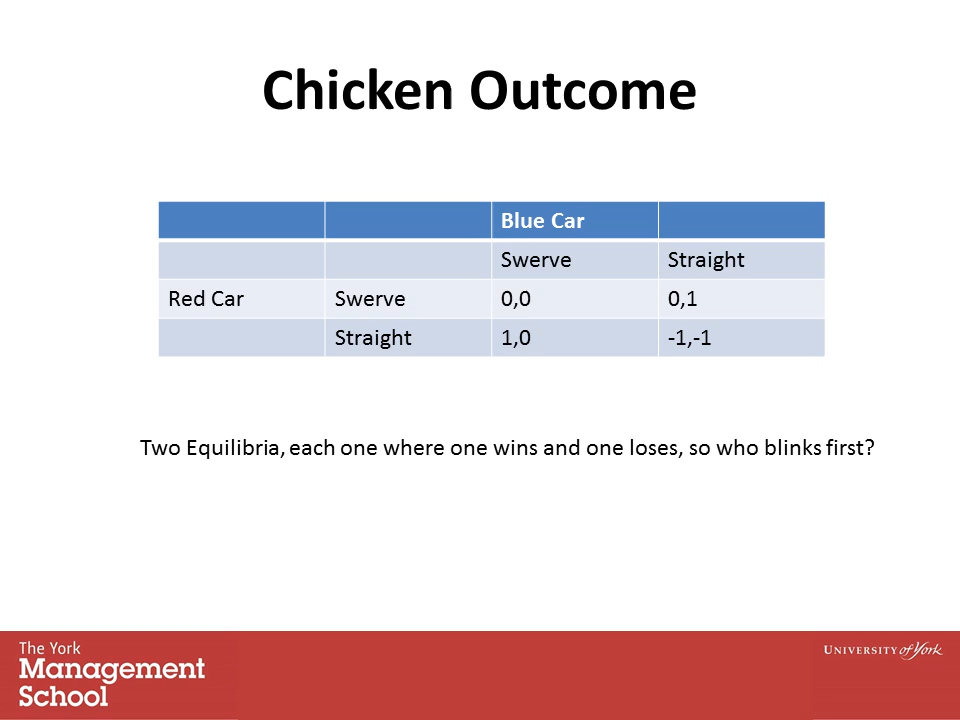 Chicken Outcome
Blue Car
Swerve Straight
Red Car Swerve 0,0 0,1
Straight 1,0 -1,-1
Two Equilibria, each one where one wins and one loses, so who blinks first?
The York
Management
School
UNIVERSITY of York